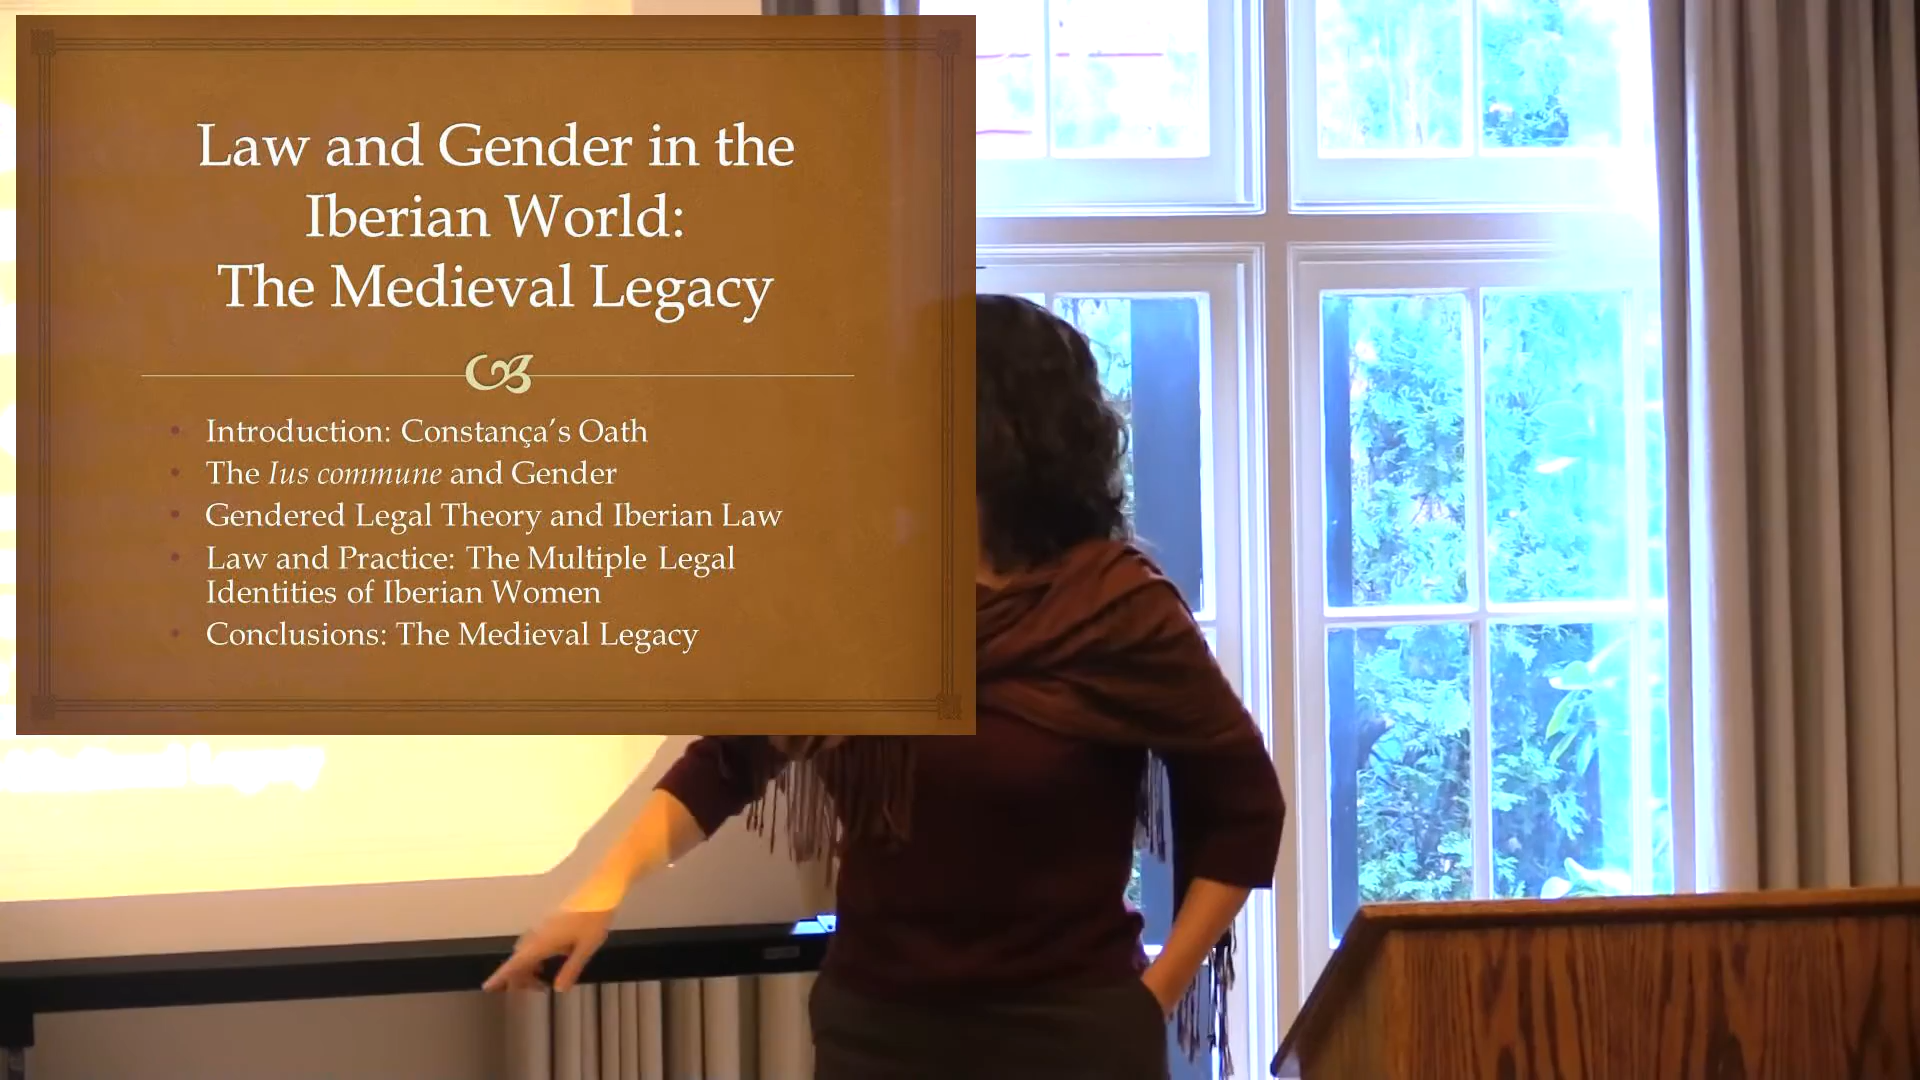 Law and Gender in the
Iberian World:
The Medieval Legacy
• Introduction: Constança's Oath
• The Ius commune and Gender
• Gendered Legal Theory and Iberian Law
• Law and Practice: The Multiple Legal
Identities of Iberian Women
• Conclusions: The Medieval Legacy
Legacy